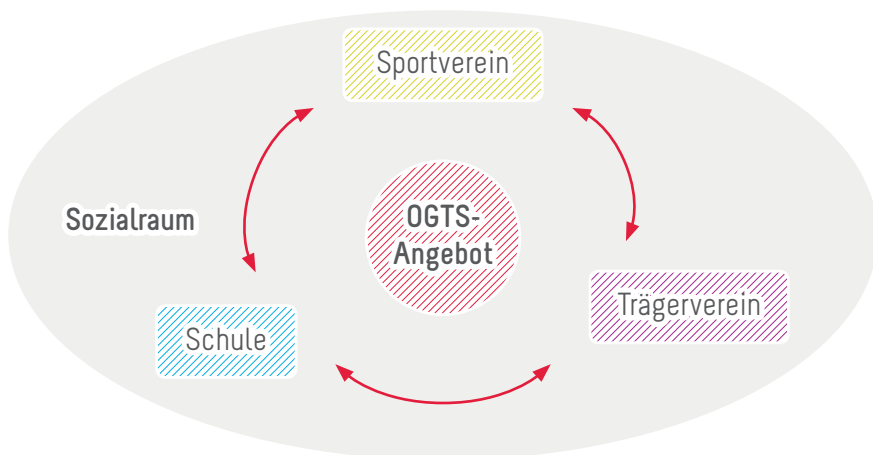 Sportverein
Sozialraum
OGTS-
Angebot
Trägerverein
Schule